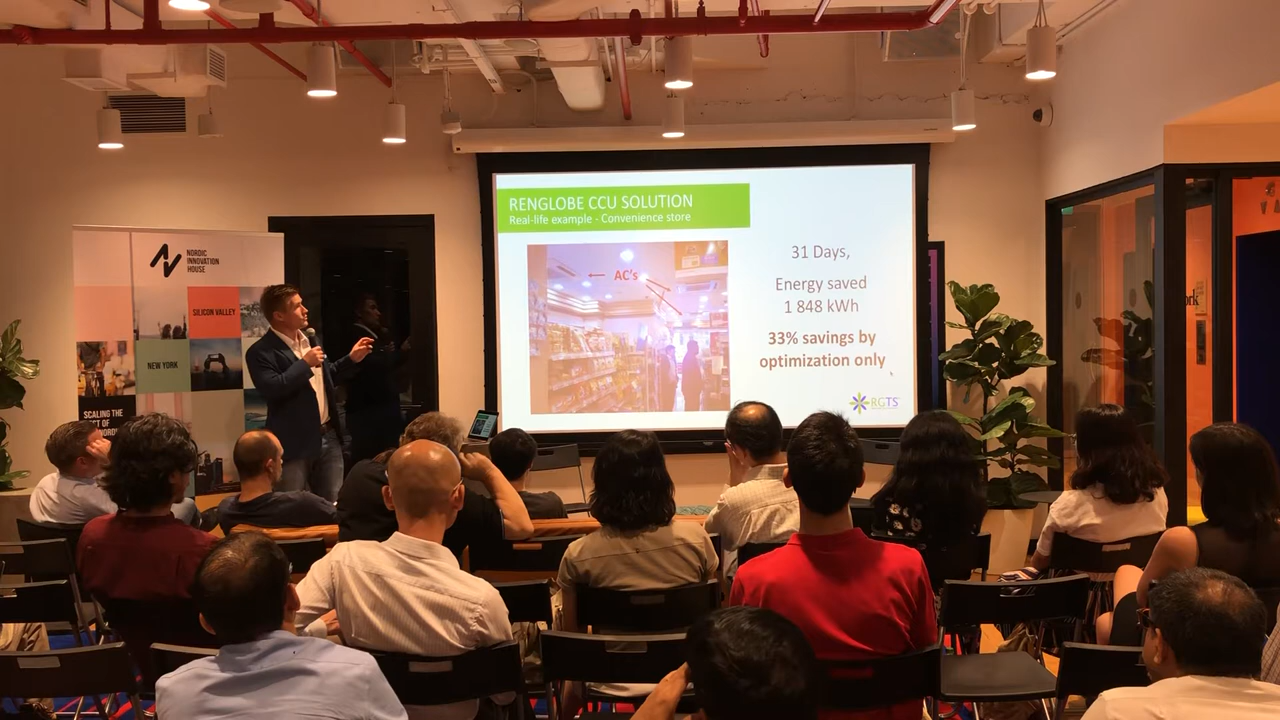 NORDIC
INNOVATION
HOUSE
SILICON VALLEY
NEW YORK
SCALING THE
RENGLOBE CCU SOLUTION
Real-life example - Convenience store
← AC's
31 Days,
Energy saved
1 848 kWh
33% savings by
optimization only
RGTS